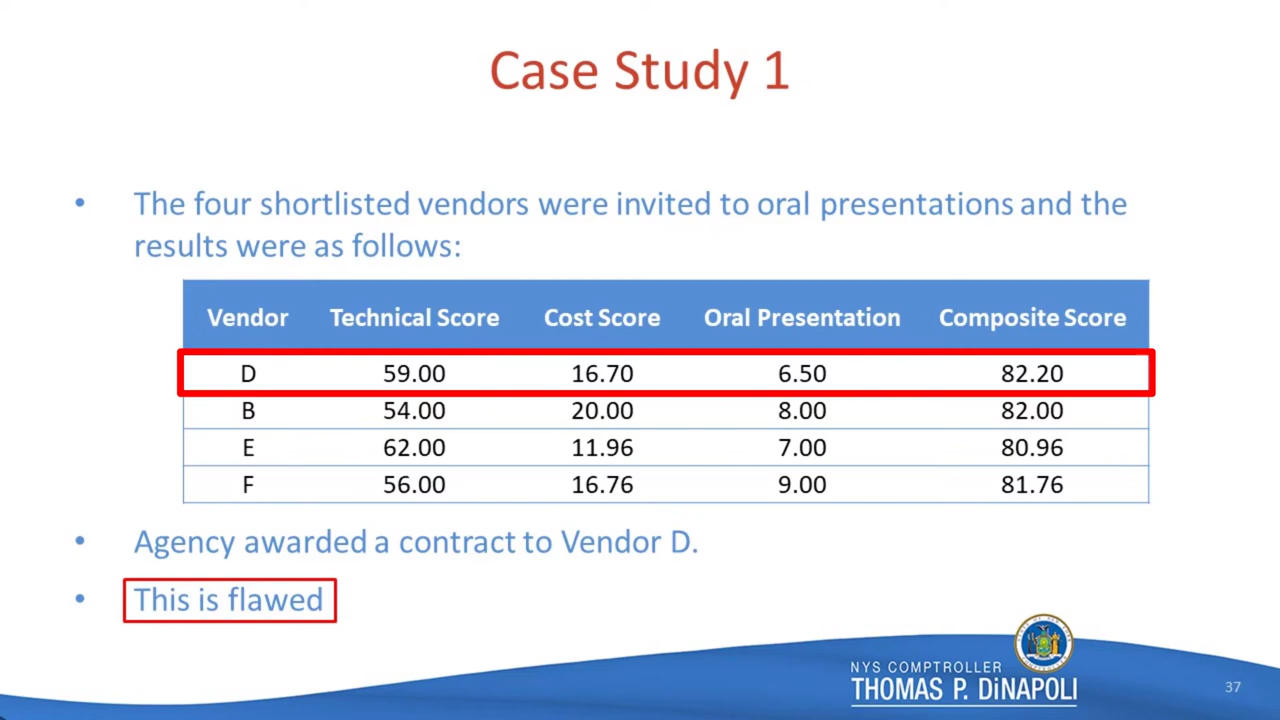 Case Study 1
• The four shortlisted vendors were invited to oral presentations and the
results were as follows:
Vendor Technical Score Cost Score Oral Presentation Composite Score
D 59.00 16.70 6.50 82.20
B 54.00 20.00 8.00 82.00
E 62.00 11.96 7.00 80.96
F 56.00 16.76 9.00 81.76
• Agency awarded a contract to Vendor D.
• This is flawed
NYS COMPTROLLER
THOMAS P. DiNAPOLI
37